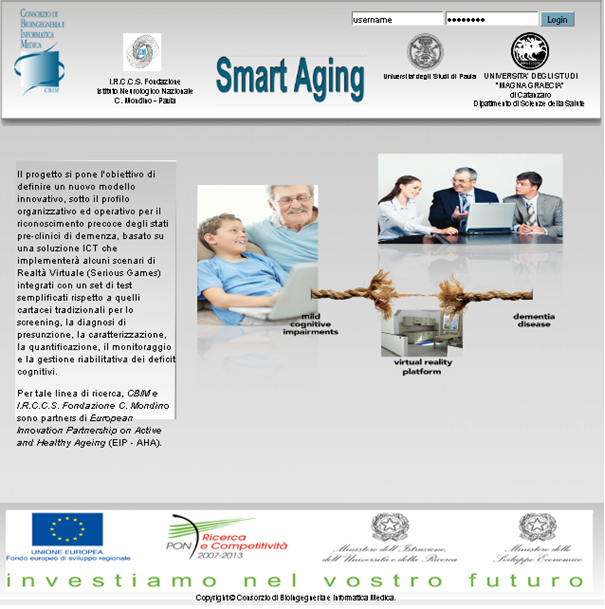 CONSORZIO DI
BIOINGEGNERIA E
INFORMATICA
MEDICA
CBIM
username
Login
I.R.C.C.S. Fondazione
Istituto Neurologico Nazionale
C. Mondino - Pavia
Smart Aging
Universita' degli Studi di Pavia
UNIVERSITA' DEGLI STUDI
"MAGNA GRAECIA"
di Catanzaro
Dipatimento di Scienze della Salute
Il progetto si pone l'obiettivo di
definire un nuovo modello
innovativo, sotto il profilo
organizzativo ed operativo per il
riconoscimento precoce degli stati
pre-clinici di demenza, basato su
una soluzione ICT che
implementerà alcuni scenari di
Realtà Virtuale (Serious Games)
integrati con un set di test
semplificati rispetto a quelli
cartacei tradizionali per lo
screening, la diagnosi di
presunzione, la caratterizzazione,
la quantificazione, il monitoraggio
e la gestione riabilitativa dei deficit
cognitivi.
Per tale linea di ricerca, CBIM e
I.R.C.C.S. Fondazione C. Mondino
sono partners di European
Innovation Partnership on Active
and Healthy Ageing (EIP - AHA).
mild
cognitive
impairments
dementia
disease
virtual reality
platform
UNIONE EUROPEA
Fondo europeo di sviluppo regionale
PON
Ricerca
e Competitività
2007-2013
Ministero dell'Istruzione,
dell'Università e della Ricerca
Ministero dello
Sviluppo Economico
investiamo nel vostro futuro
Copyright© Consorzio di Bioingegneria e Informatica Medica.